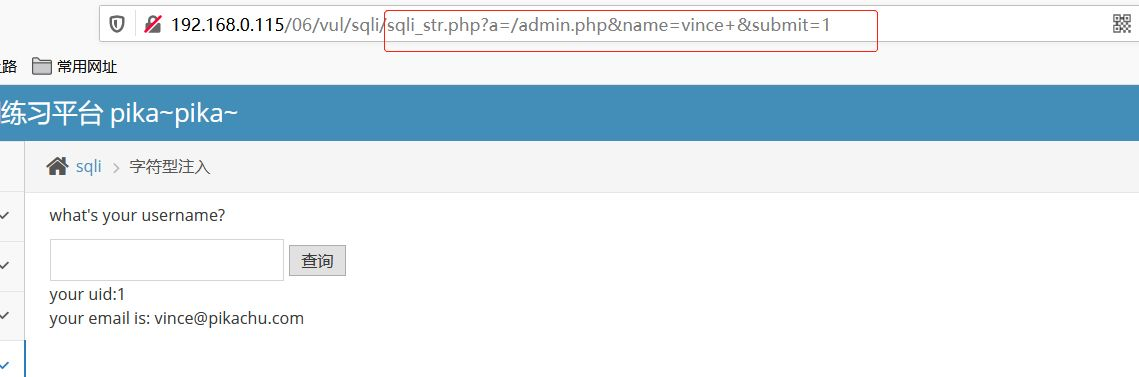 192.168.0.115/06/vul/sqli/sqli_str.php?a=/admin.php&name=vince+&submit=1
路 常用网址
练习平台 pika~pika~
sqli 字符型注入
what's your username?
查询
your uid:1
your email is: vince@pikachu.com